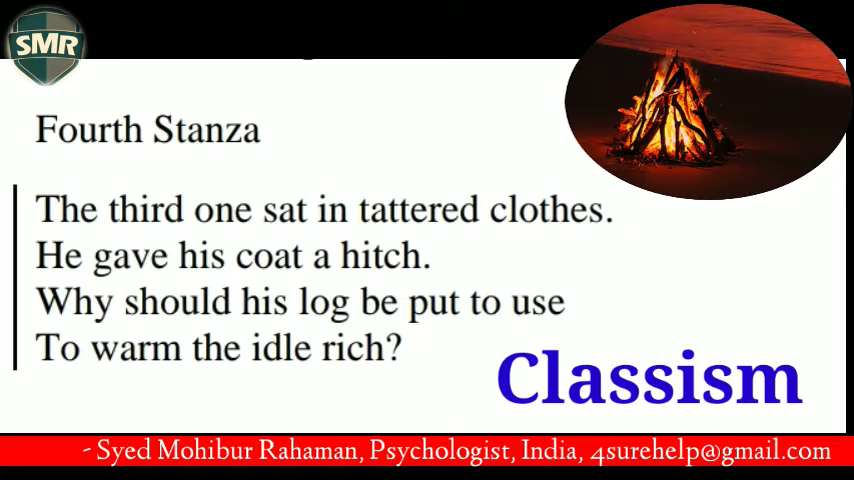 SMR
Fourth Stanza
The third one sat in tattered clothes.
He gave his coat a hitch.
Why should his log be put to use
To warm the idle rich?
Classism
- Syed Mohibur Rahaman, Psychologist, India, 4surehelp@gmail.com